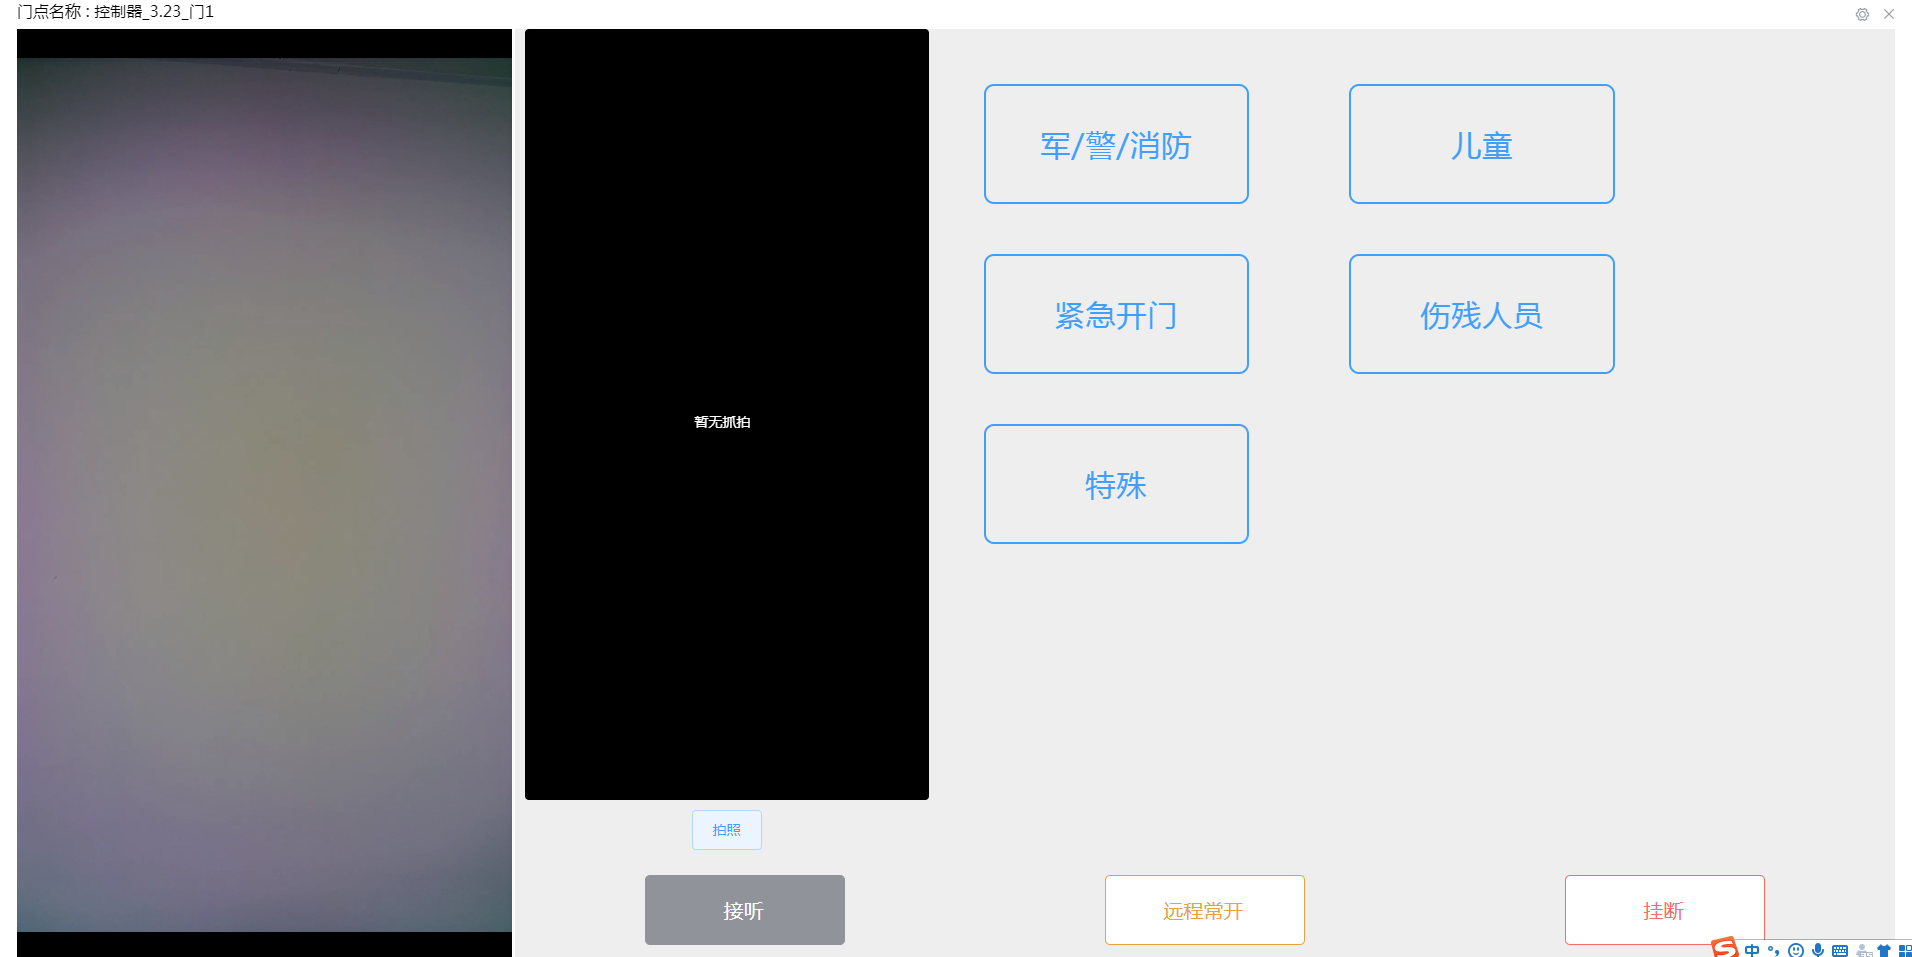 门点名称 : 控制器_3.23_门1
军/警/消防
儿童
紧急开门
伤残人员
特殊
暂无抓拍
拍照
接听
远程常开
挂断
中